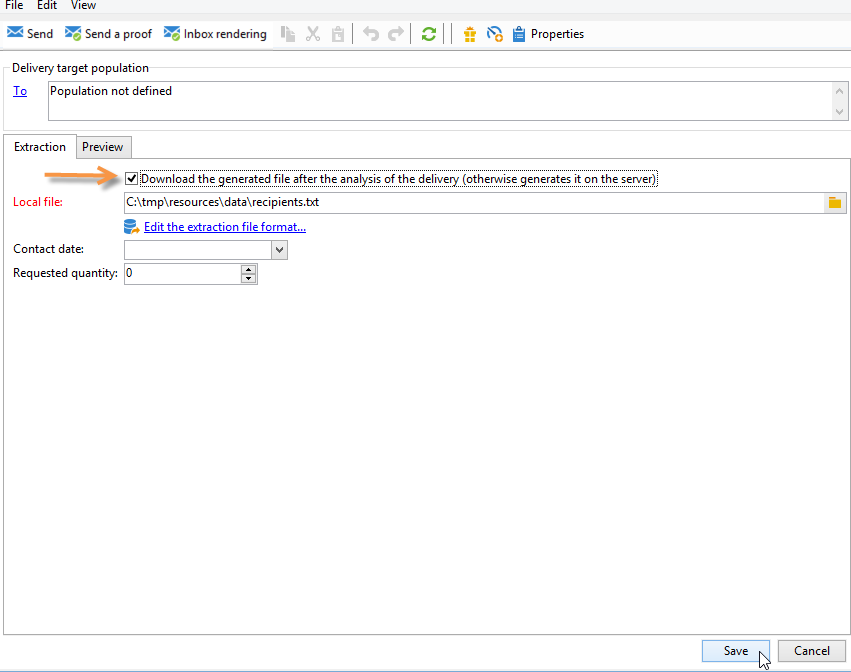 File Edit View
Send Send a proof Inbox rendering Properties
Delivery target population
To Population not defined
Extraction Preview
Download the generated file after the analysis of the delivery (otherwise generates it on the server)
Local file: C:\tmp\resources\data\recipients.txt
Edit the extraction file format...
Contact date:
Requested quantity: 0
Save Cancel